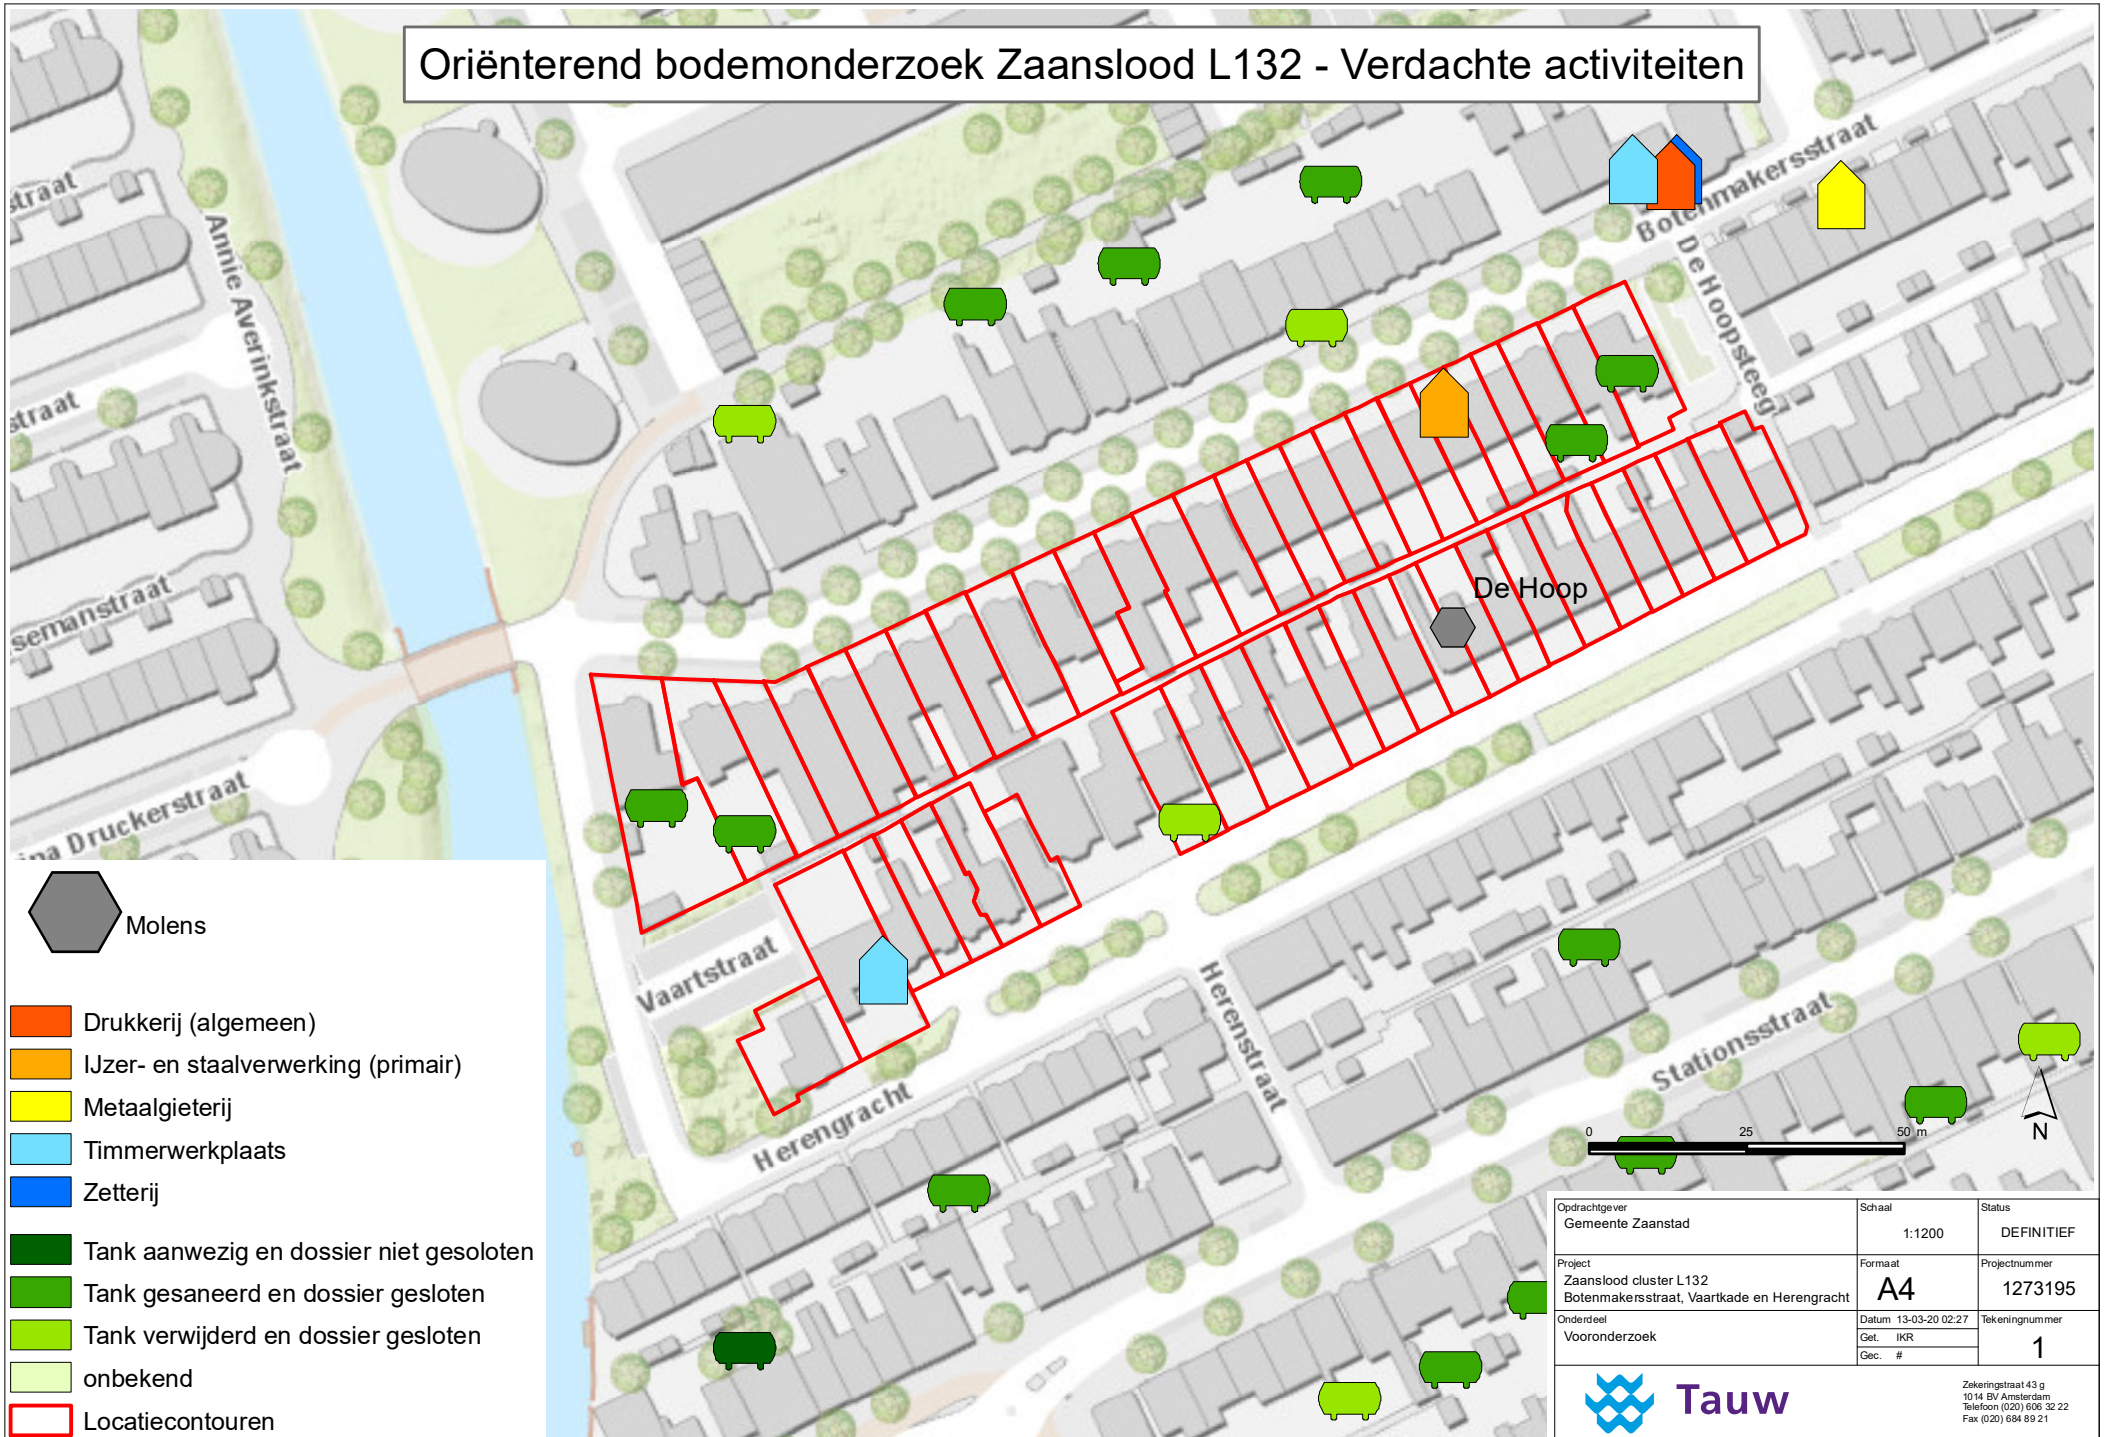 Oriënterend bodemonderzoek Zaanslood L132 - Verdachte activiteiten
straat
Annie Averinkstraat
straat
semanstraat
ina Druckerstraat
Botenmakersstraat
De Hoopsteeg
De Hoop
Vaartstraat
Herengracht
Herenstraat
Stationsstraat
Molens
Drukkerij (algemeen)
IJzer- en staalverwerking (primair)
Metaalgieterij
Timmerwerkplaats
Zetterij
Tank aanwezig en dossier niet gesoloten
Tank gesaneerd en dossier gesloten
Tank verwijderd en dossier gesloten
onbekend
Locatiecontouren
0 25 50 m
N
Opdrachtgever
Gemeente Zaanstad
Schaal
1:1200
Status
DEFINITIEF
Project
Zaanslood cluster L132
Botenmakersstraat, Vaartkade en Herengracht
Formaat
A4
Projectnummer
1273195
Onderdeel
Vooronderzoek
Datum 13-03-20 02:27
Get. IKR
Gec. #
Tekeningnummer
1
Tauw
Zekeringstraat 43 g
1014 BV Amsterdam
Telefoon (020) 606 32 22
Fax (020) 684 89 21